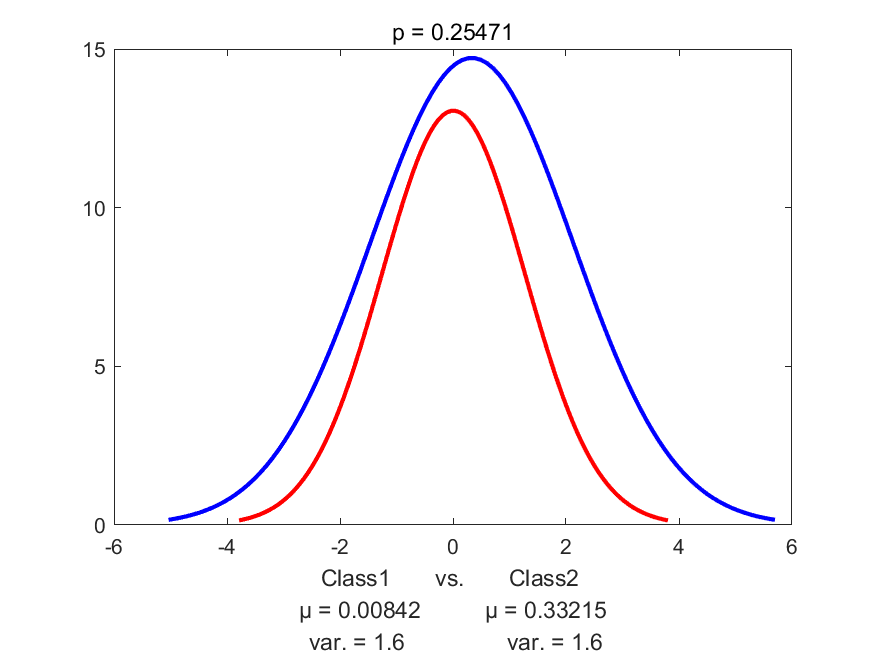 p = 0.25471
15
10
5
0
-6 -4 -2 0 2 4 6
Class1 vs. Class2
μ = 0.00842 μ = 0.33215
var. = 1.6 var. = 1.6